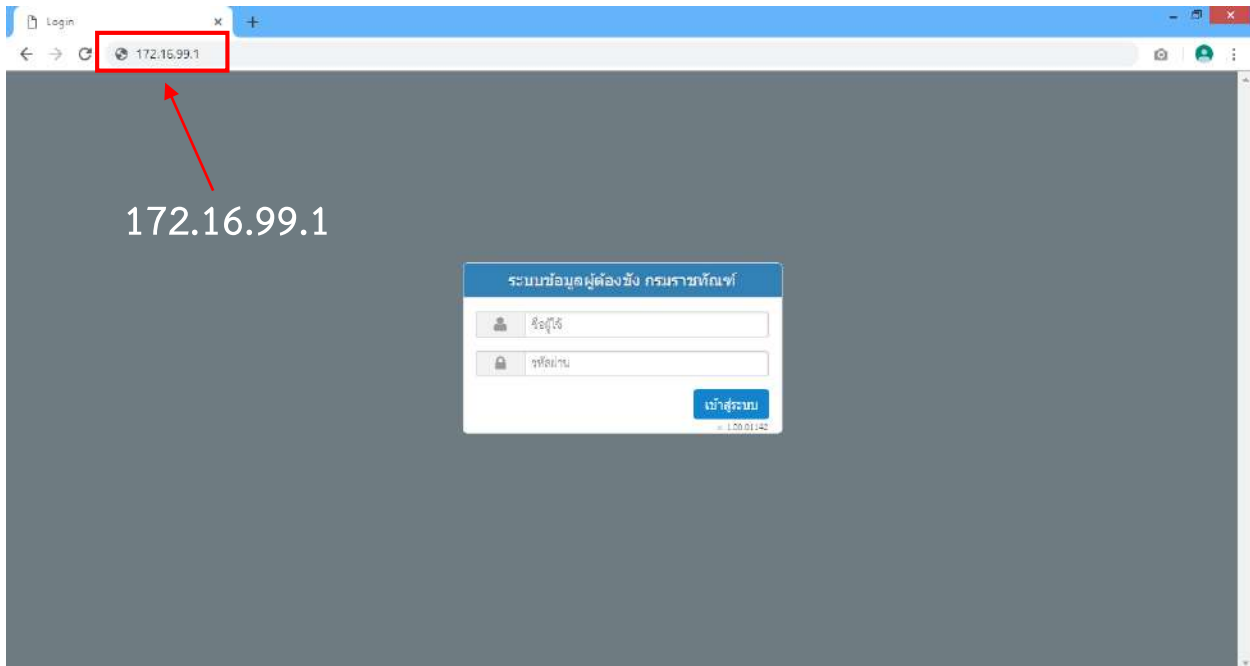 Login
172.16.99.1
172.16.99.1
ระบบข้อมูลผู้ต้องขัง กรมราชทัณฑ์
ชื่อผู้ใช้
รหัสผ่าน
เข้าสู่ระบบ